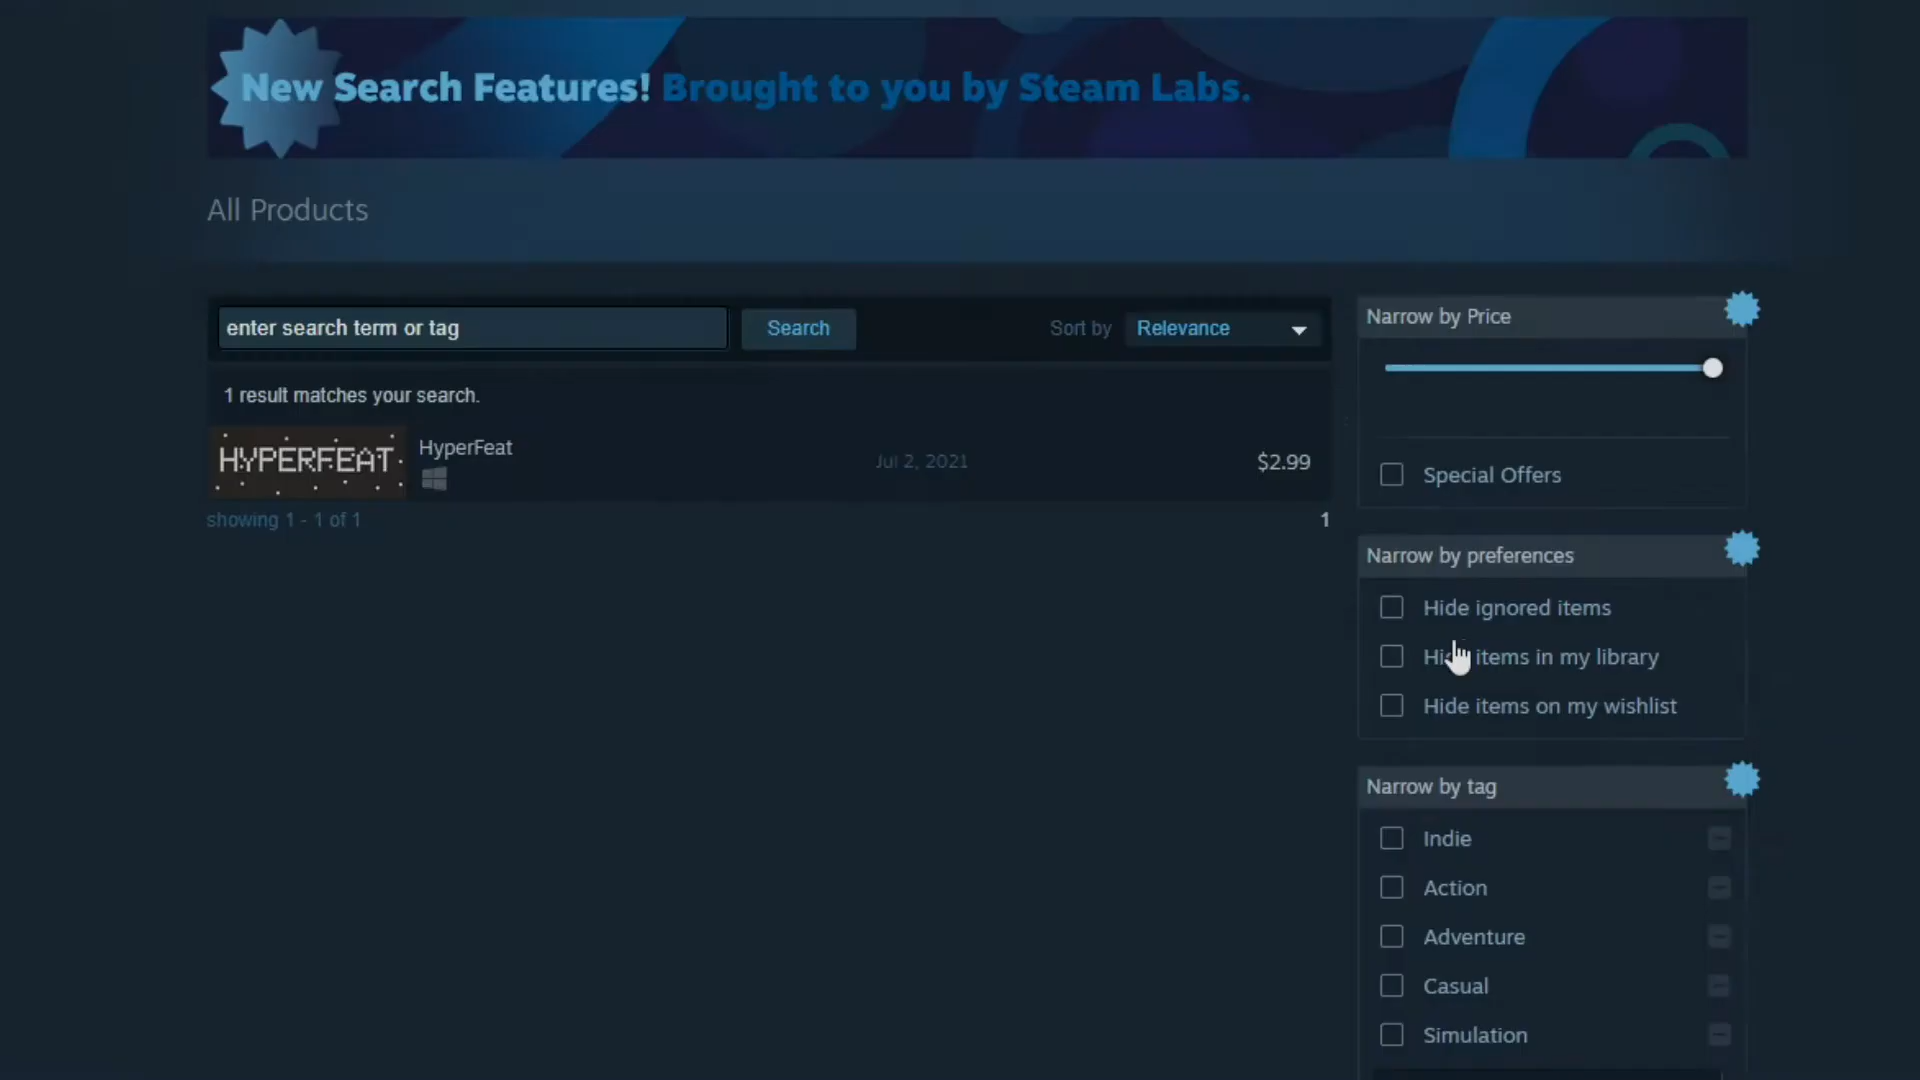 New Search Features! Brought to you by Steam Labs.
All Products
enter search term or tag
Search
Sort by
Relevance
1 result matches your search.
HYPERFEAT
HyperFeat
Jul 2, 2021
$2.99
showing 1 - 1 of 1
1
Narrow by Price
Special Offers
Narrow by preferences
Hide ignored items
Hide items in my library
Hide items on my wishlist
Narrow by tag
Indie
Action
Adventure
Casual
Simulation